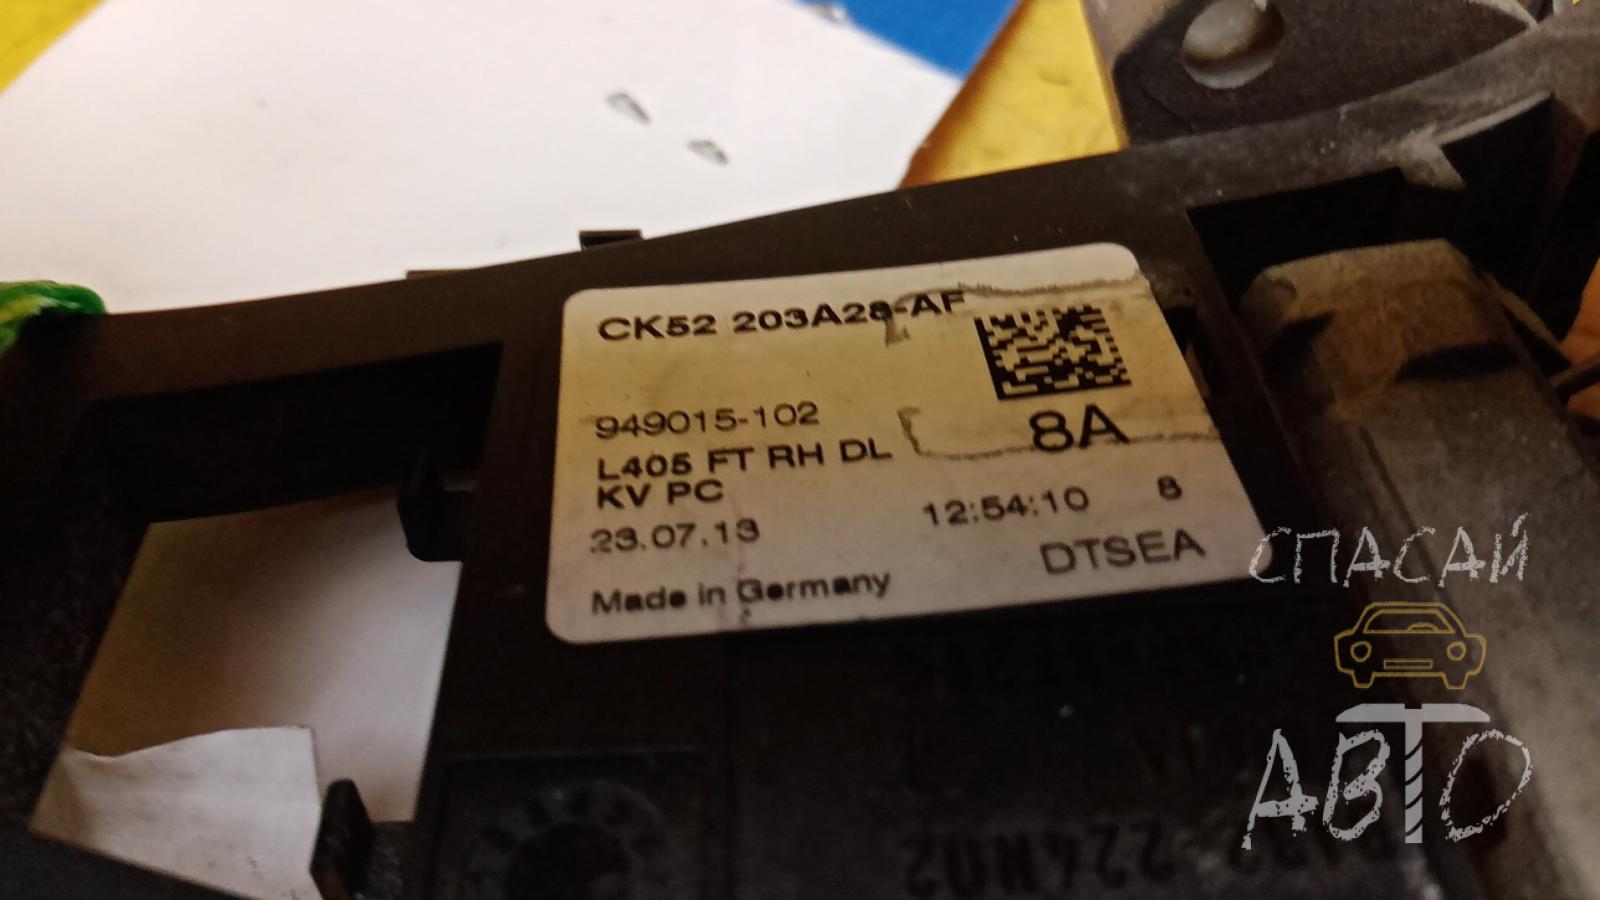 CK52 203A28-AF
949015-102
8A
L405 FT RH DL
KV PC
23.07.13
12:54:10 8
DTSEA
Made in Germany
СПАСАЙ
АВТО